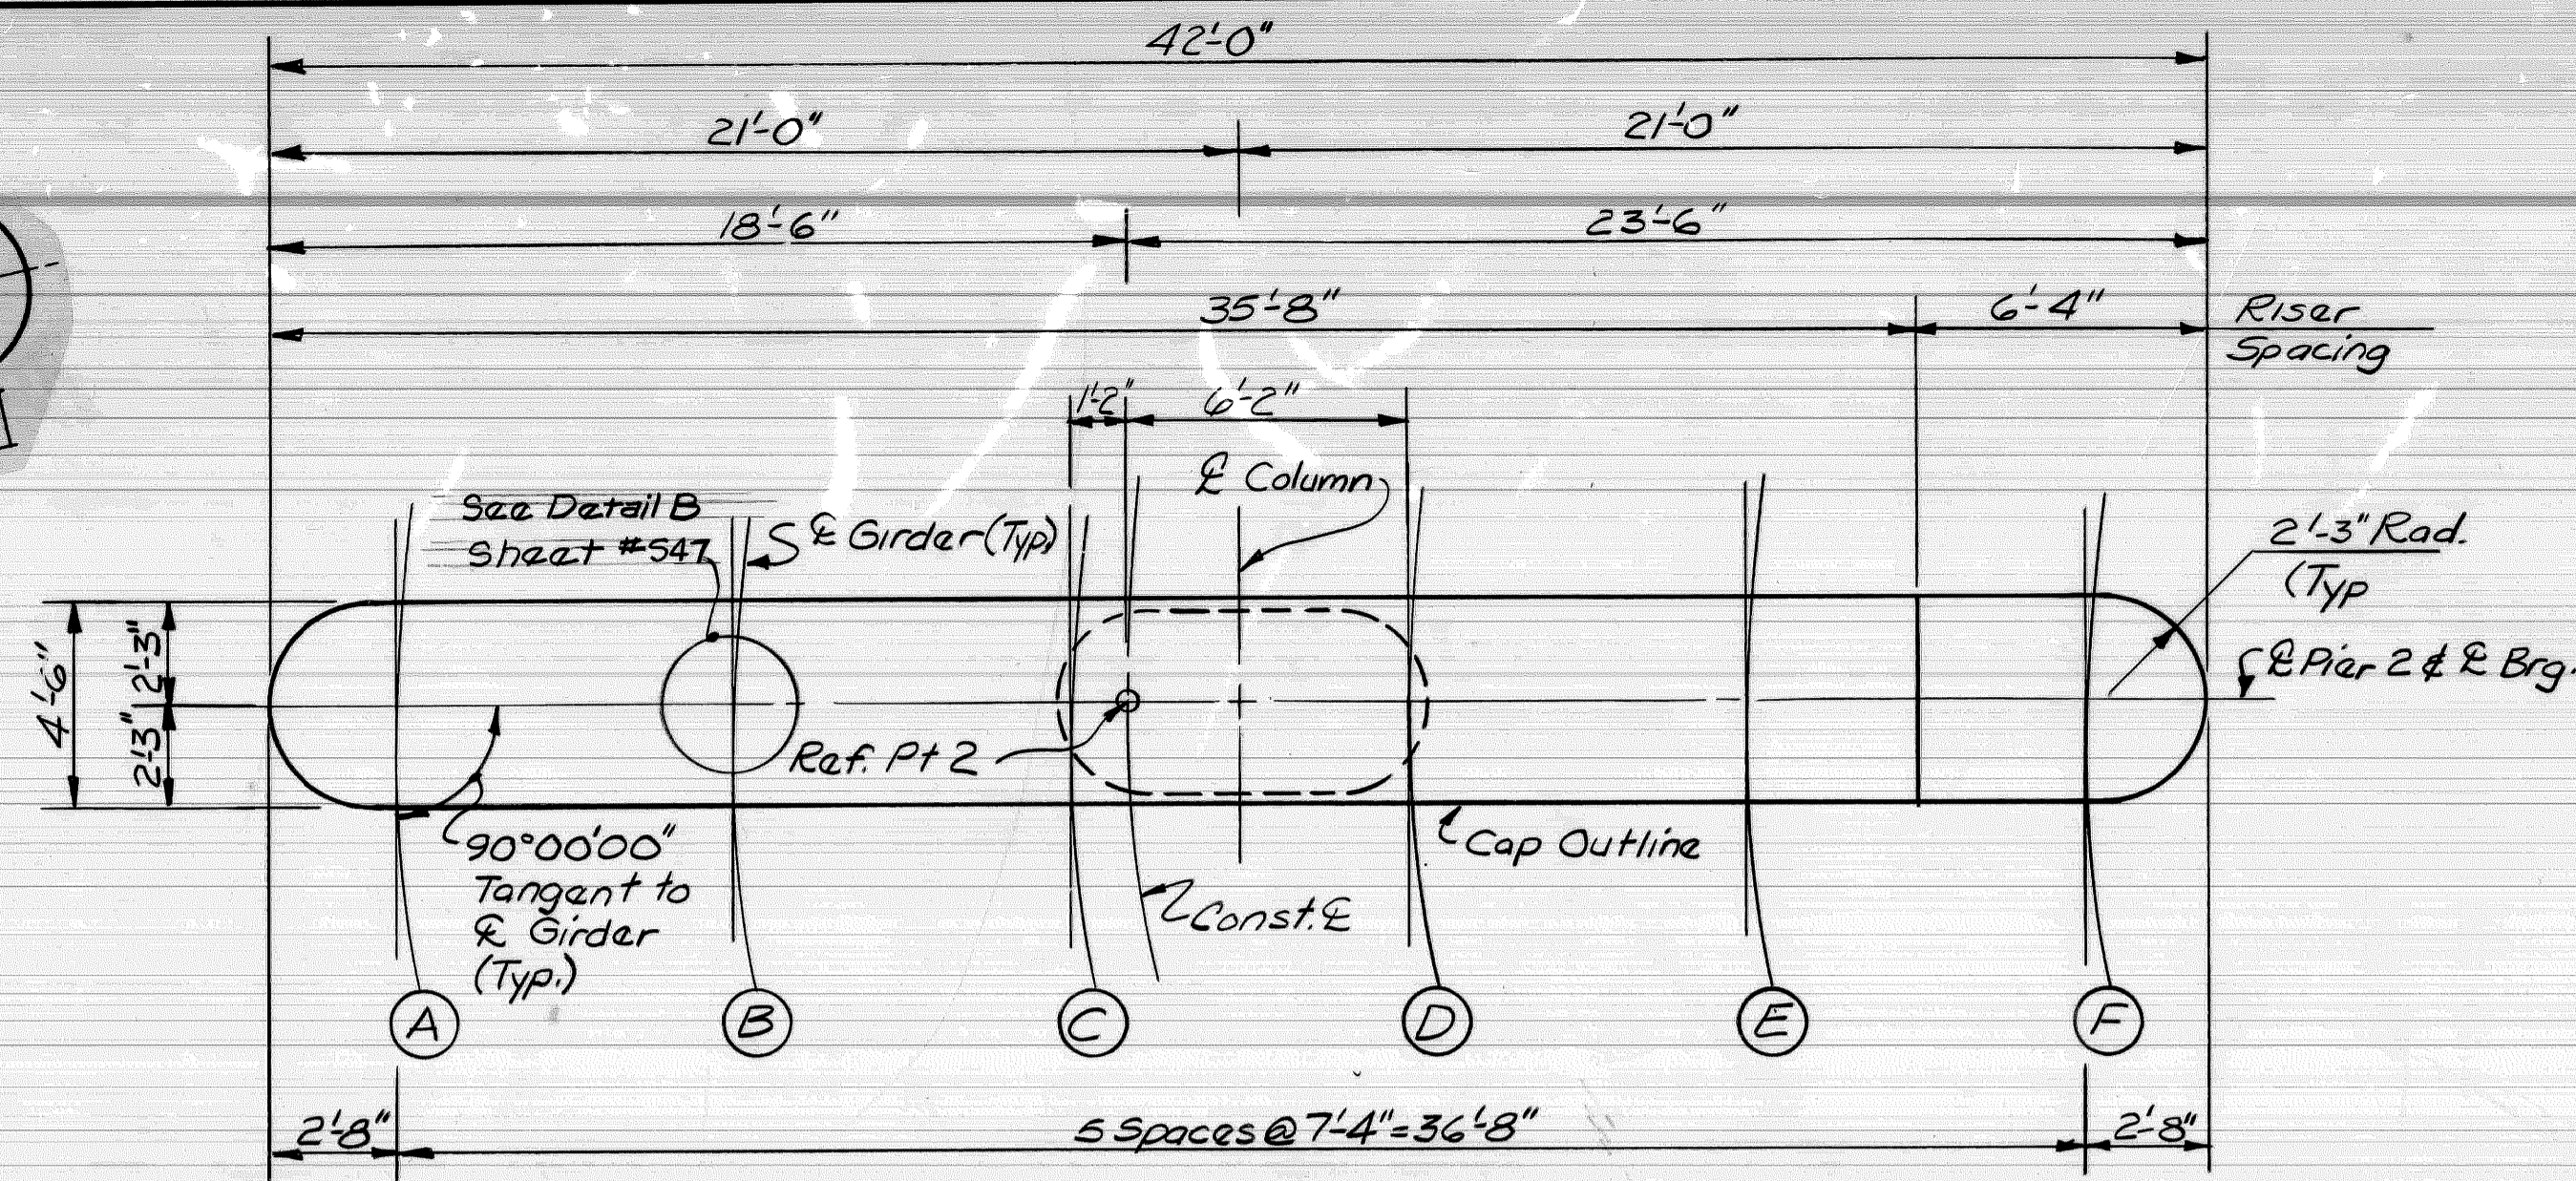 42'-0"
21'-0" 21'-0"
18'-6" 23'-6"
35'-8" 6'-4" Riser
Spacing
1'-2" 6'-2"
℄ Column
See Detail B
Sheet #547
℄ Girder (Typ.)
2'-3" Rad.
(Typ
4'-6"
2'-3"
2'-3"
℄ Pier 2 & ℄ Brg.
Ref. Pt 2
90°00'00"
Tangent to
℄ Girder
(Typ.)
Cap Outline
Const. ℄
A B C D E F
2'-8" 5 Spaces @ 7'-4" = 36'-8" 2'-8"